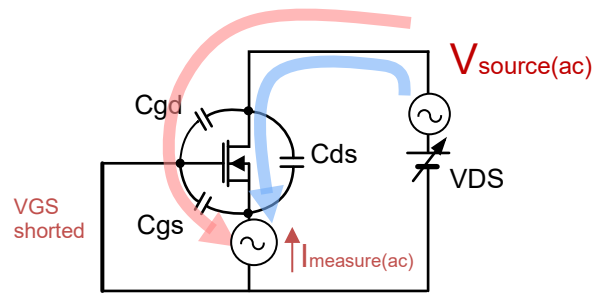 Vsource(ac)
Cgd
Cds
VDS
VGS
shorted
Cgs
Imeasure(ac)